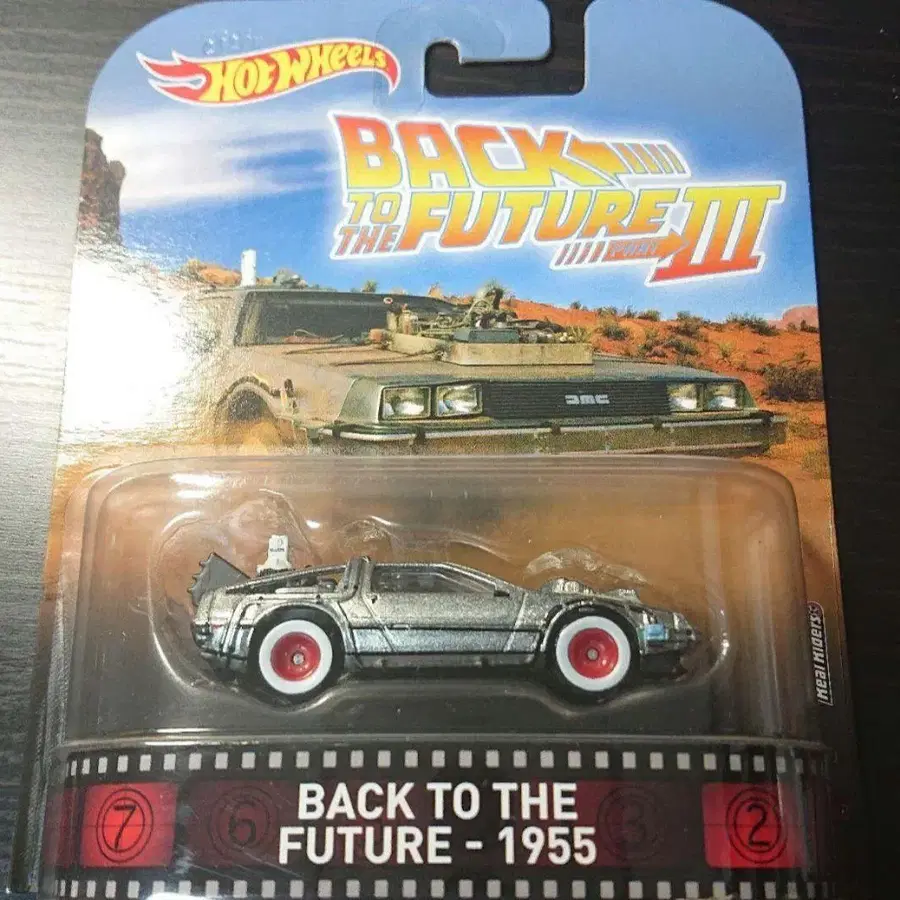 Hot Wheels
BACK
TO THE FUTURE
PART III
DMC
Real Riders
BACK TO THE
FUTURE - 1955
7
6
3
2